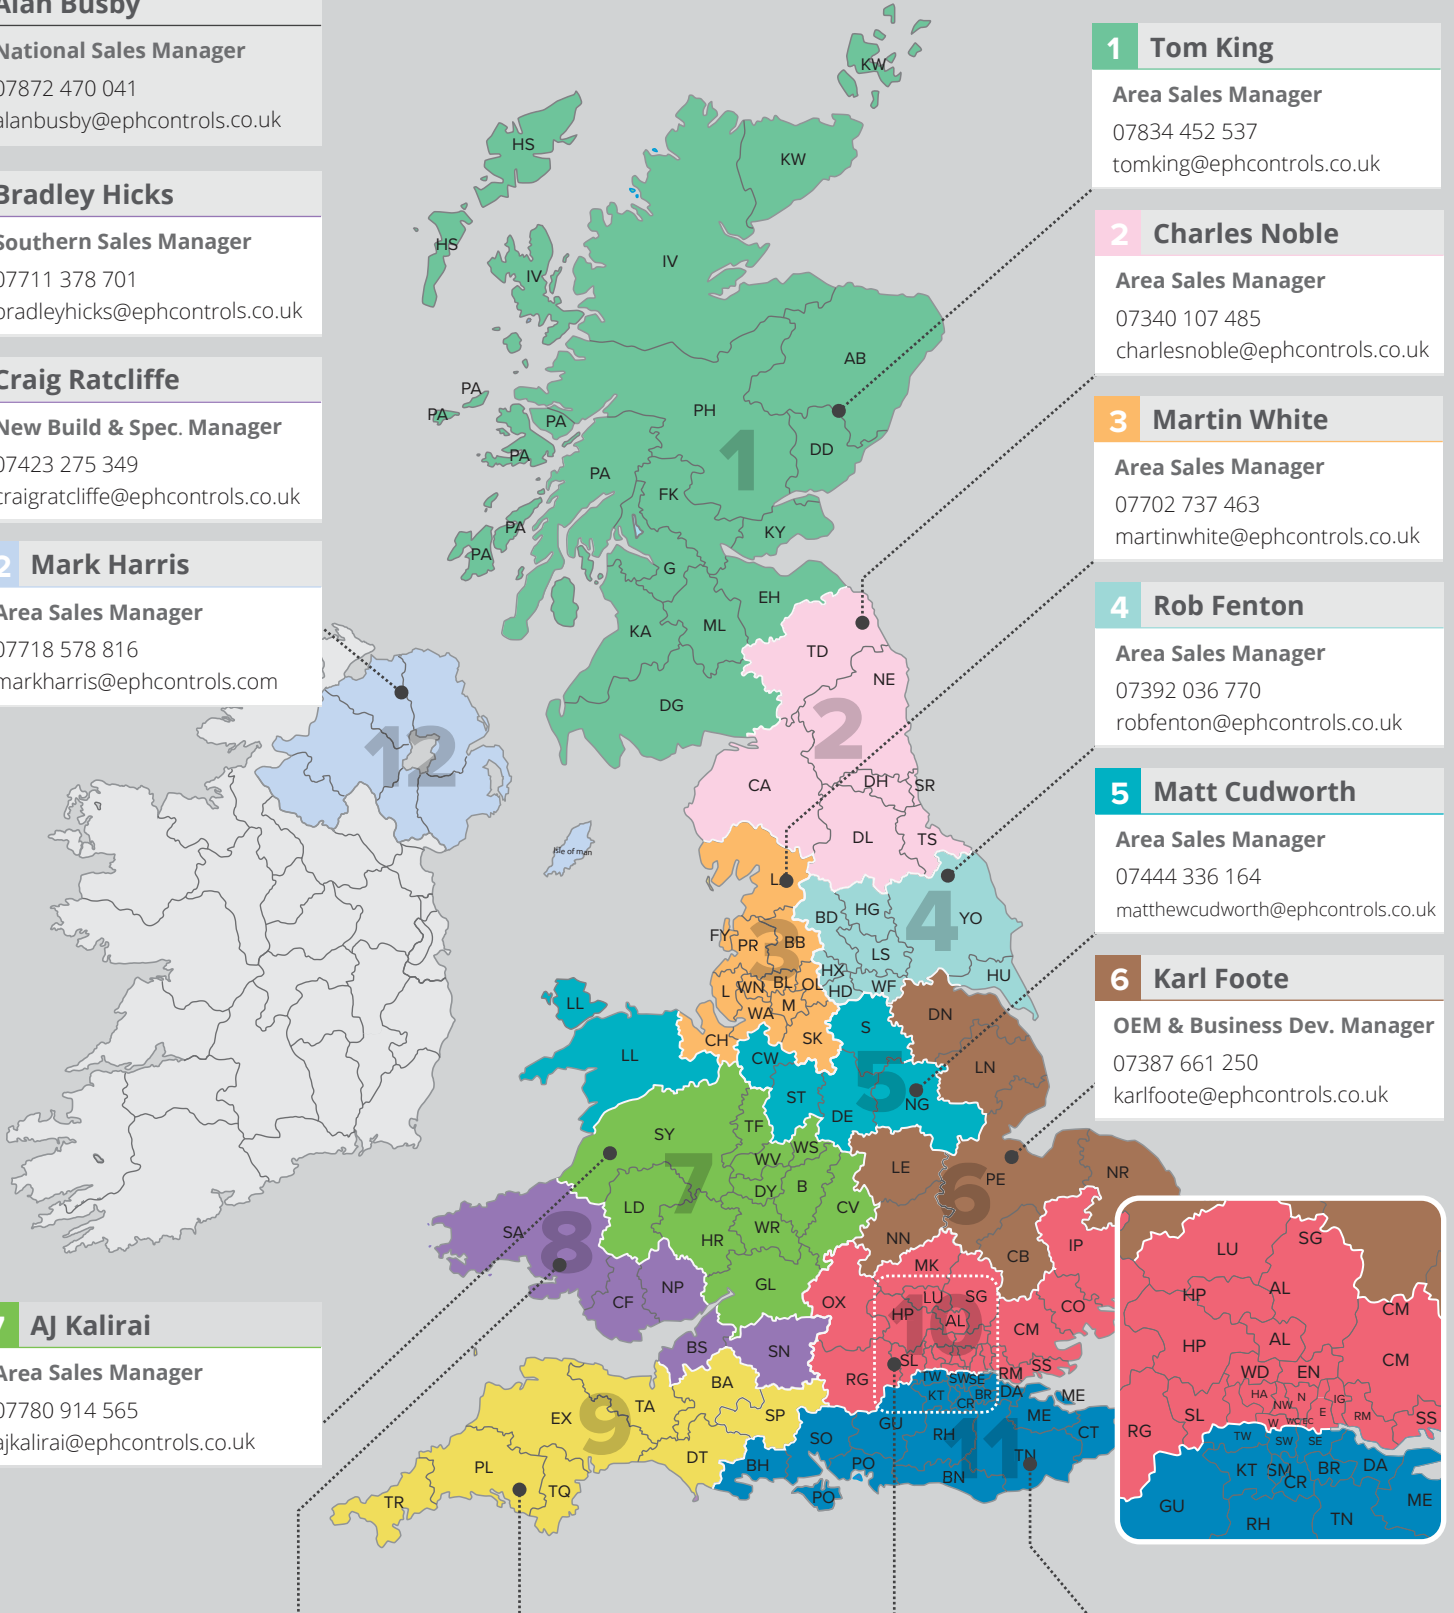 Alan Busby
National Sales Manager
07872 470 041
alanbusby@ephcontrols.co.uk
Bradley Hicks
Southern Sales Manager
07711 378 701
bradleyhicks@ephcontrols.co.uk
Craig Ratcliffe
New Build & Spec. Manager
07423 275 349
craigratcliffe@ephcontrols.co.uk
2 Mark Harris
Area Sales Manager
07718 578 816
markharris@ephcontrols.com
7 AJ Kalirai
Area Sales Manager
07780 914 565
ajkalirai@ephcontrols.co.uk
1 Tom King
Area Sales Manager
07834 452 537
tomking@ephcontrols.co.uk
2 Charles Noble
Area Sales Manager
07340 107 485
charlesnoble@ephcontrols.co.uk
3 Martin White
Area Sales Manager
07702 737 463
martinwhite@ephcontrols.co.uk
4 Rob Fenton
Area Sales Manager
07392 036 770
robfenton@ephcontrols.co.uk
5 Matt Cudworth
Area Sales Manager
07444 336 164
matthewcudworth@ephcontrols.co.uk
6 Karl Foote
OEM & Business Dev. Manager
07387 661 250
karlfoote@ephcontrols.co.uk
KW
HS
KW
HS
IV
IV
AB
PA
PA
PH
PA
DD
PA
PA
1
FK
PA
KY
PA
G
EH
ML
KA
TD
NE
DG
2
12
CA
DH
SR
DL
TS
Isle of man
L
BD
HG
YO
4
FY
PR
BB
3
LS
HX
HU
L
WN
BL
OL
HD
WF
M
WA
LL
DN
CH
SK
S
LL
CW
LN
5
ST
NG
DE
TF
SY
WS
WV
LE
NR
PE
7
6
DY
B
LD
CV
SA
8
WR
HR
NN
CB
IP
MK
NP
GL
CF
OX
LU
SG
HP
10
AL
CO
CM
BS
SN
SL
SS
RM
RG
BA
TW
SW
SE
KT
CR
BR
DA
ME
EX
TA
9
SP
GU
ME
SO
RH
11
CT
DT
TN
PL
BH
PO
BN
TQ
PO
TR
LU
SG
HP
AL
CM
HP
AL
CM
WD
EN
HA
N
IG
NW
SL
E
RM
SS
W
WC
EC
RG
TW
SW
SE
KT
SM
BR
DA
CR
GU
ME
RH
TN